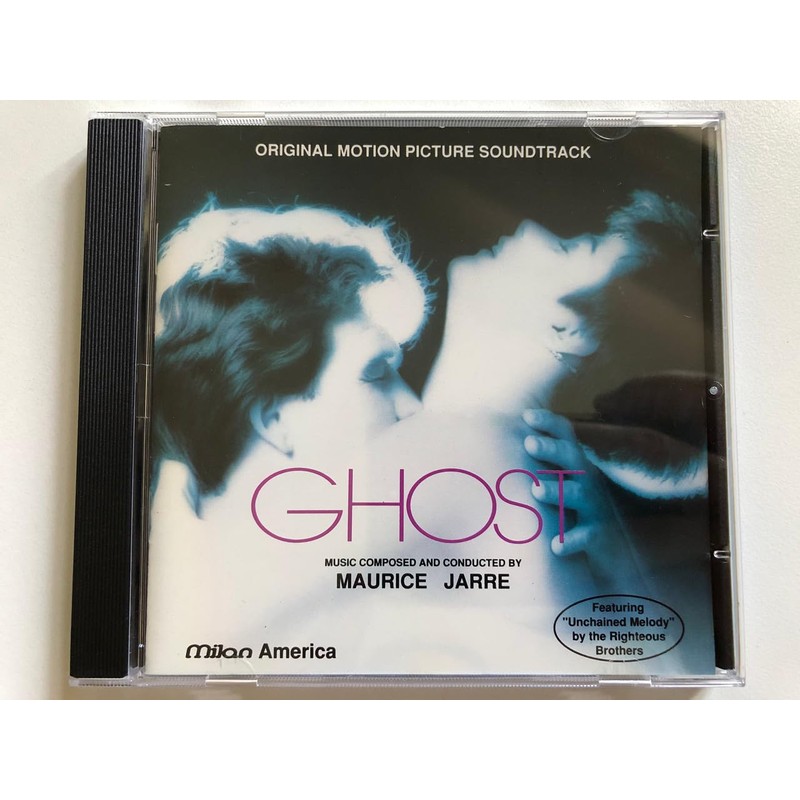 ORIGINAL MOTION PICTURE SOUNDTRACK
GHOST
MUSIC COMPOSED AND CONDUCTED BY
MAURICE JARRE
Featuring
"Unchained Melody"
by the Righteous
Brothers
milan America